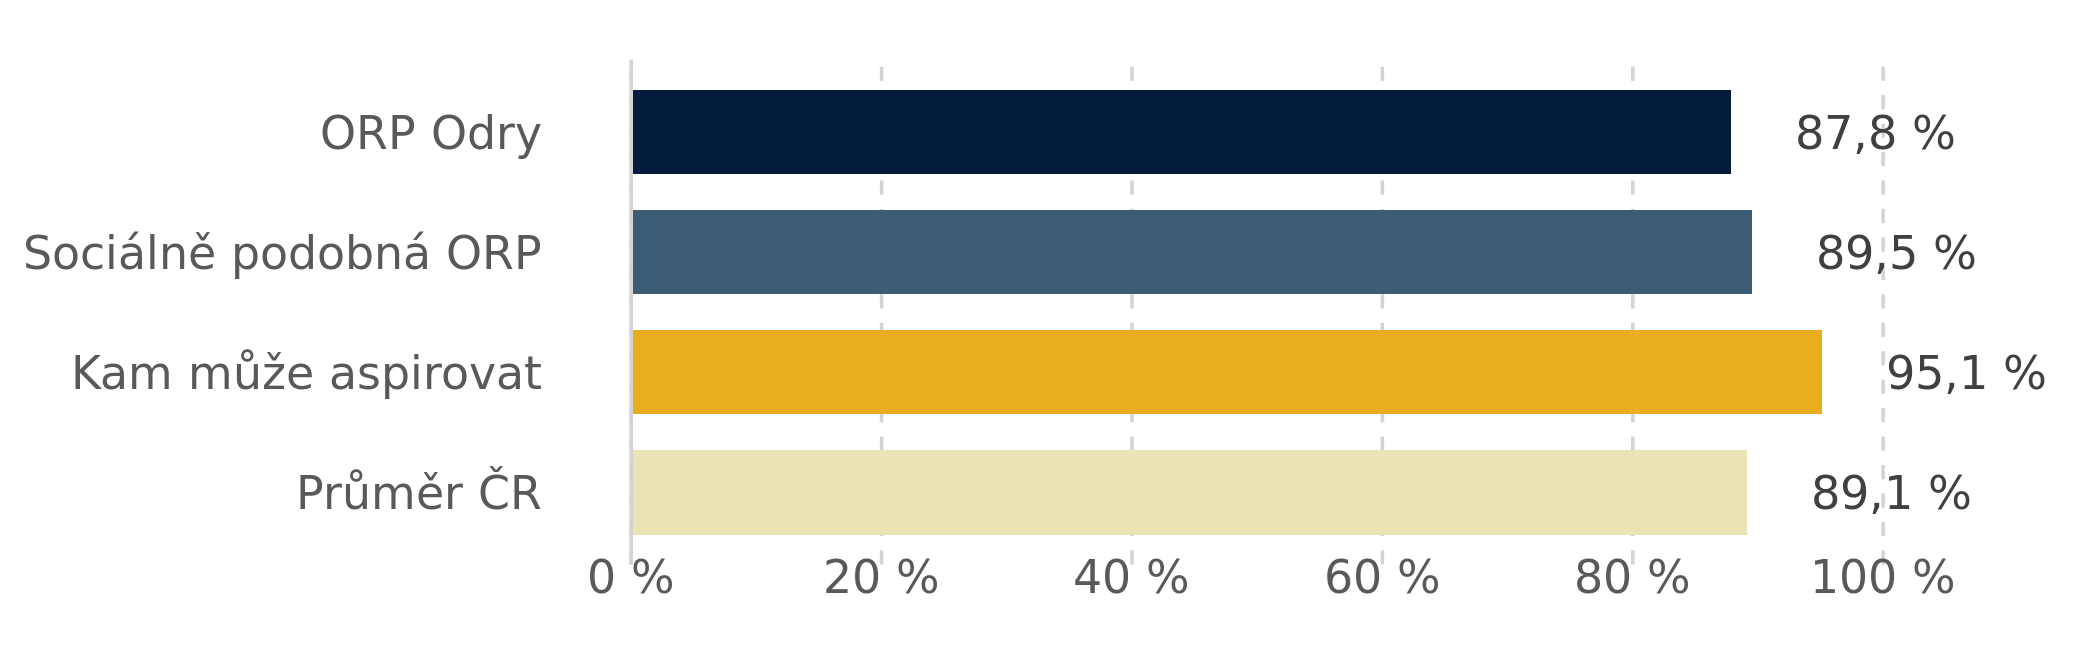 ORP Odry 87,8 %
Sociálně podobná ORP 89,5 %
Kam může aspirovat 95,1 %
Průměr ČR 89,1 %
0 % 20 % 40 % 60 % 80 % 100 %